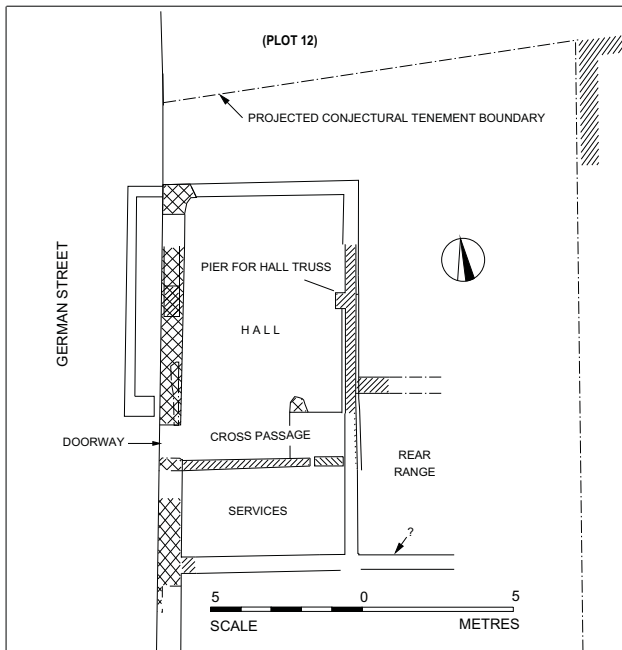 (PLOT 12)
PROJECTED CONJECTURAL TENEMENT BOUNDARY
GERMAN STREET
PIER FOR HALL TRUSS
HALL
DOORWAY
CROSS PASSAGE
REAR
RANGE
SERVICES
?
5 0 5
SCALE METRES